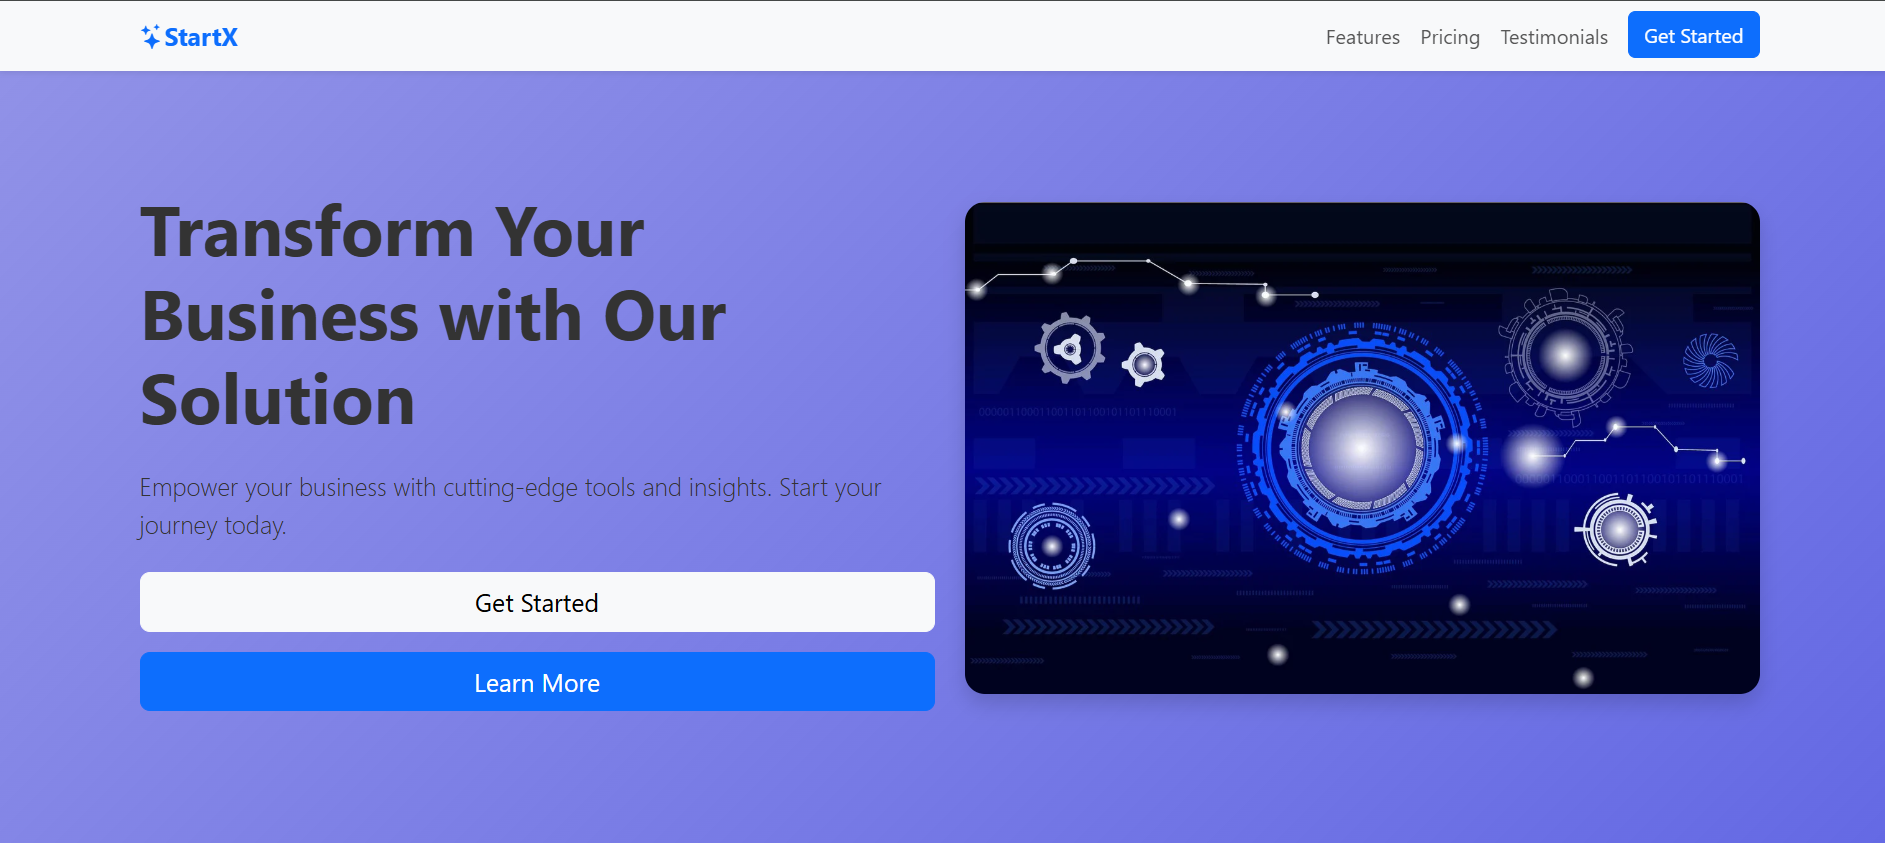 StartX
Features
Pricing
Testimonials
Get Started
Transform Your
Business with Our
Solution
Empower your business with cutting-edge tools and insights. Start your
journey today.
Get Started
Learn More